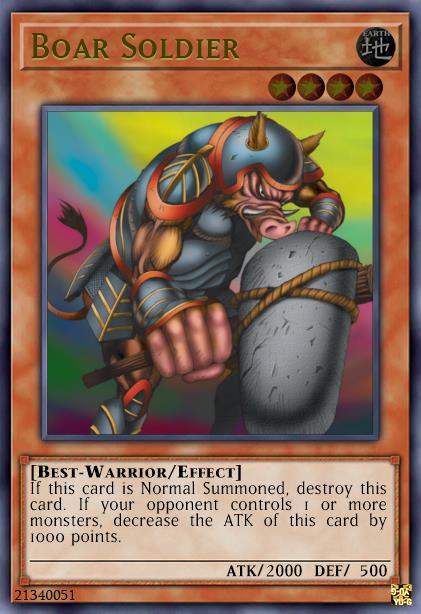 Boar Soldier
EARTH
地
[Best-Warrior/Effect]
If this card is Normal Summoned, destroy this
card. If your opponent controls 1 or more
monsters, decrease the ATK of this card by
1000 points.
ATK/2000 DEF/ 500
21340051